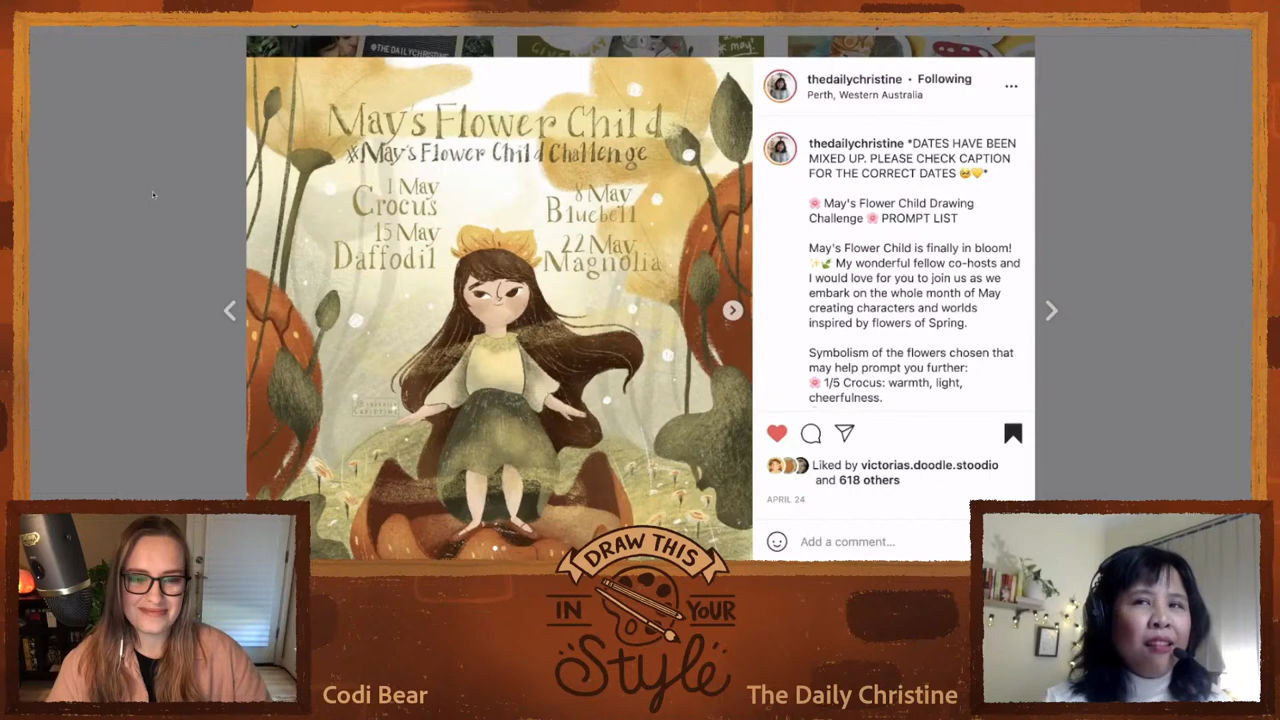 @THE DAILYCHRISTINE
GIVEAWAY
May's Flower Child
#May's Flower Child Challenge
1 May
Crocus
8 May
Bluebell
15 May
Daffodil
22 May
Magnolia
thedailychristine • Following
Perth, Western Australia
thedailychristine *DATES HAVE BEEN
MIXED UP. PLEASE CHECK CAPTION
FOR THE CORRECT DATES 🥹💛*
🌸 May's Flower Child Drawing
Challenge 🌸 PROMPT LIST
May's Flower Child is finally in bloom!
✨🌿 My wonderful fellow co-hosts and
I would love for you to join us as we
embark on the whole month of May
creating characters and worlds
inspired by flowers of Spring.
Symbolism of the flowers chosen that
may help prompt you further:
🌸 1/5 Crocus: warmth, light,
cheerfulness.
Liked by victorias.doodle.stoodio
and 618 others
APRIL 24
Add a comment...
DRAW THIS
IN YOUR
Style
Codi Bear
The Daily Christine